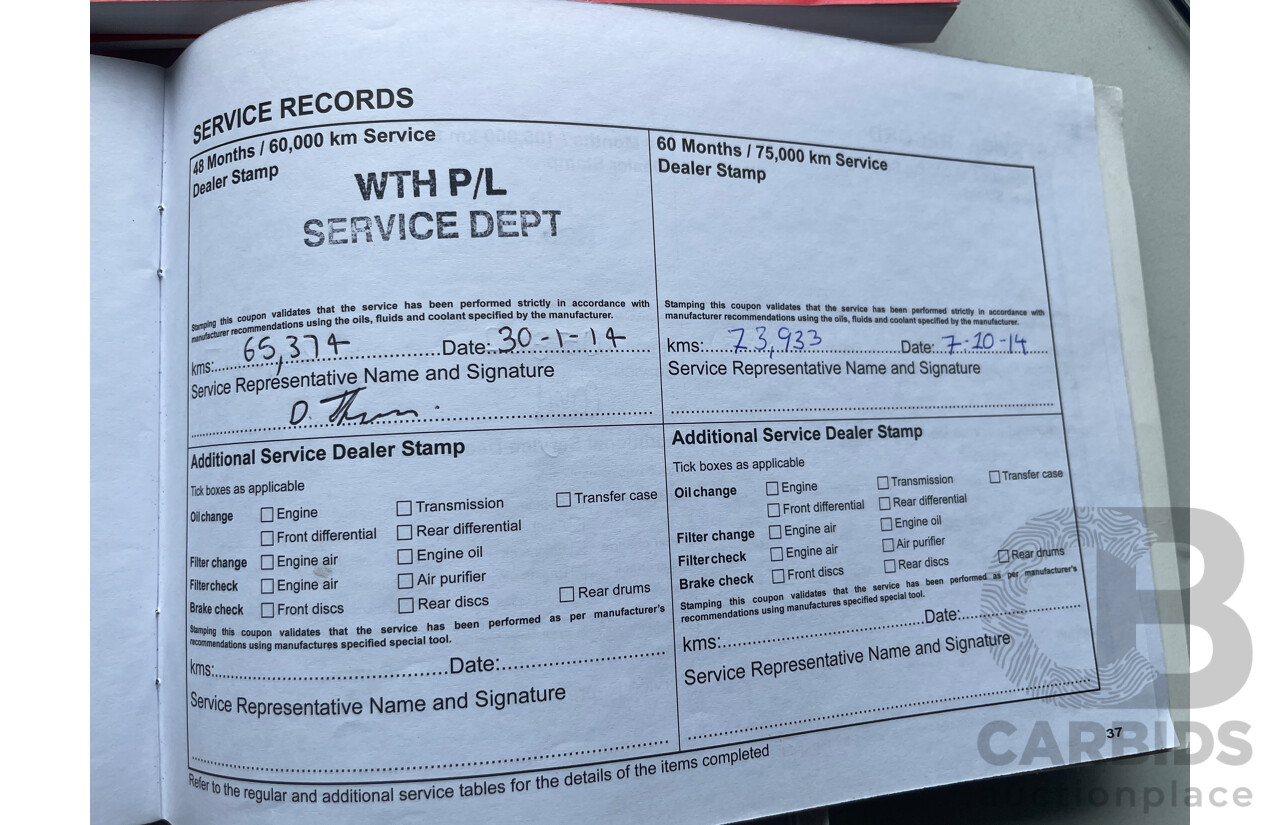 SERVICE RECORDS
48 Months / 60,000 km Service
Dealer Stamp
WTH P/L
SERVICE DEPT
Stamping this coupon validates that the service has been performed strictly in accordance with
manufacturer recommendations using the oils, fluids and coolant specified by the manufacturer.
kms:65,374 Date:30-1-14
Service Representative Name and Signature
D.
Additional Service Dealer Stamp
Tick boxes as applicable
Oil change Engine Transmission Transfer case
Front differential Rear differential
Filter change Engine air Engine oil
Filter check Engine air Air purifier
Brake check Front discs Rear discs Rear drums
Stamping this coupon validates that the service has been performed as per manufacturer's
recommendations using manufactures specified special tool.
kms: Date:
Service Representative Name and Signature
60 Months / 75,000 km Service
Dealer Stamp
Stamping this coupon validates that the service has been performed strictly in accordance with
manufacturer recommendations using the oils, fluids and coolant specified by the manufacturer.
kms:73,933 Date:7-10-14
Service Representative Name and Signature
Additional Service Dealer Stamp
Tick boxes as applicable
Oil change Engine Transmission Transfer case
Front differential Rear differential
Filter change Engine air Engine oil
Filter check Engine air Air purifier
Brake check Front discs Rear discs Rear drums
Stamping this coupon validates that the service has been performed as per manufacturer's
recommendations using manufactures specified special tool.
kms: Date:
Service Representative Name and Signature
Refer to the regular and additional service tables for the details of the items completed
37
CB
CARBIDS
auctionplace